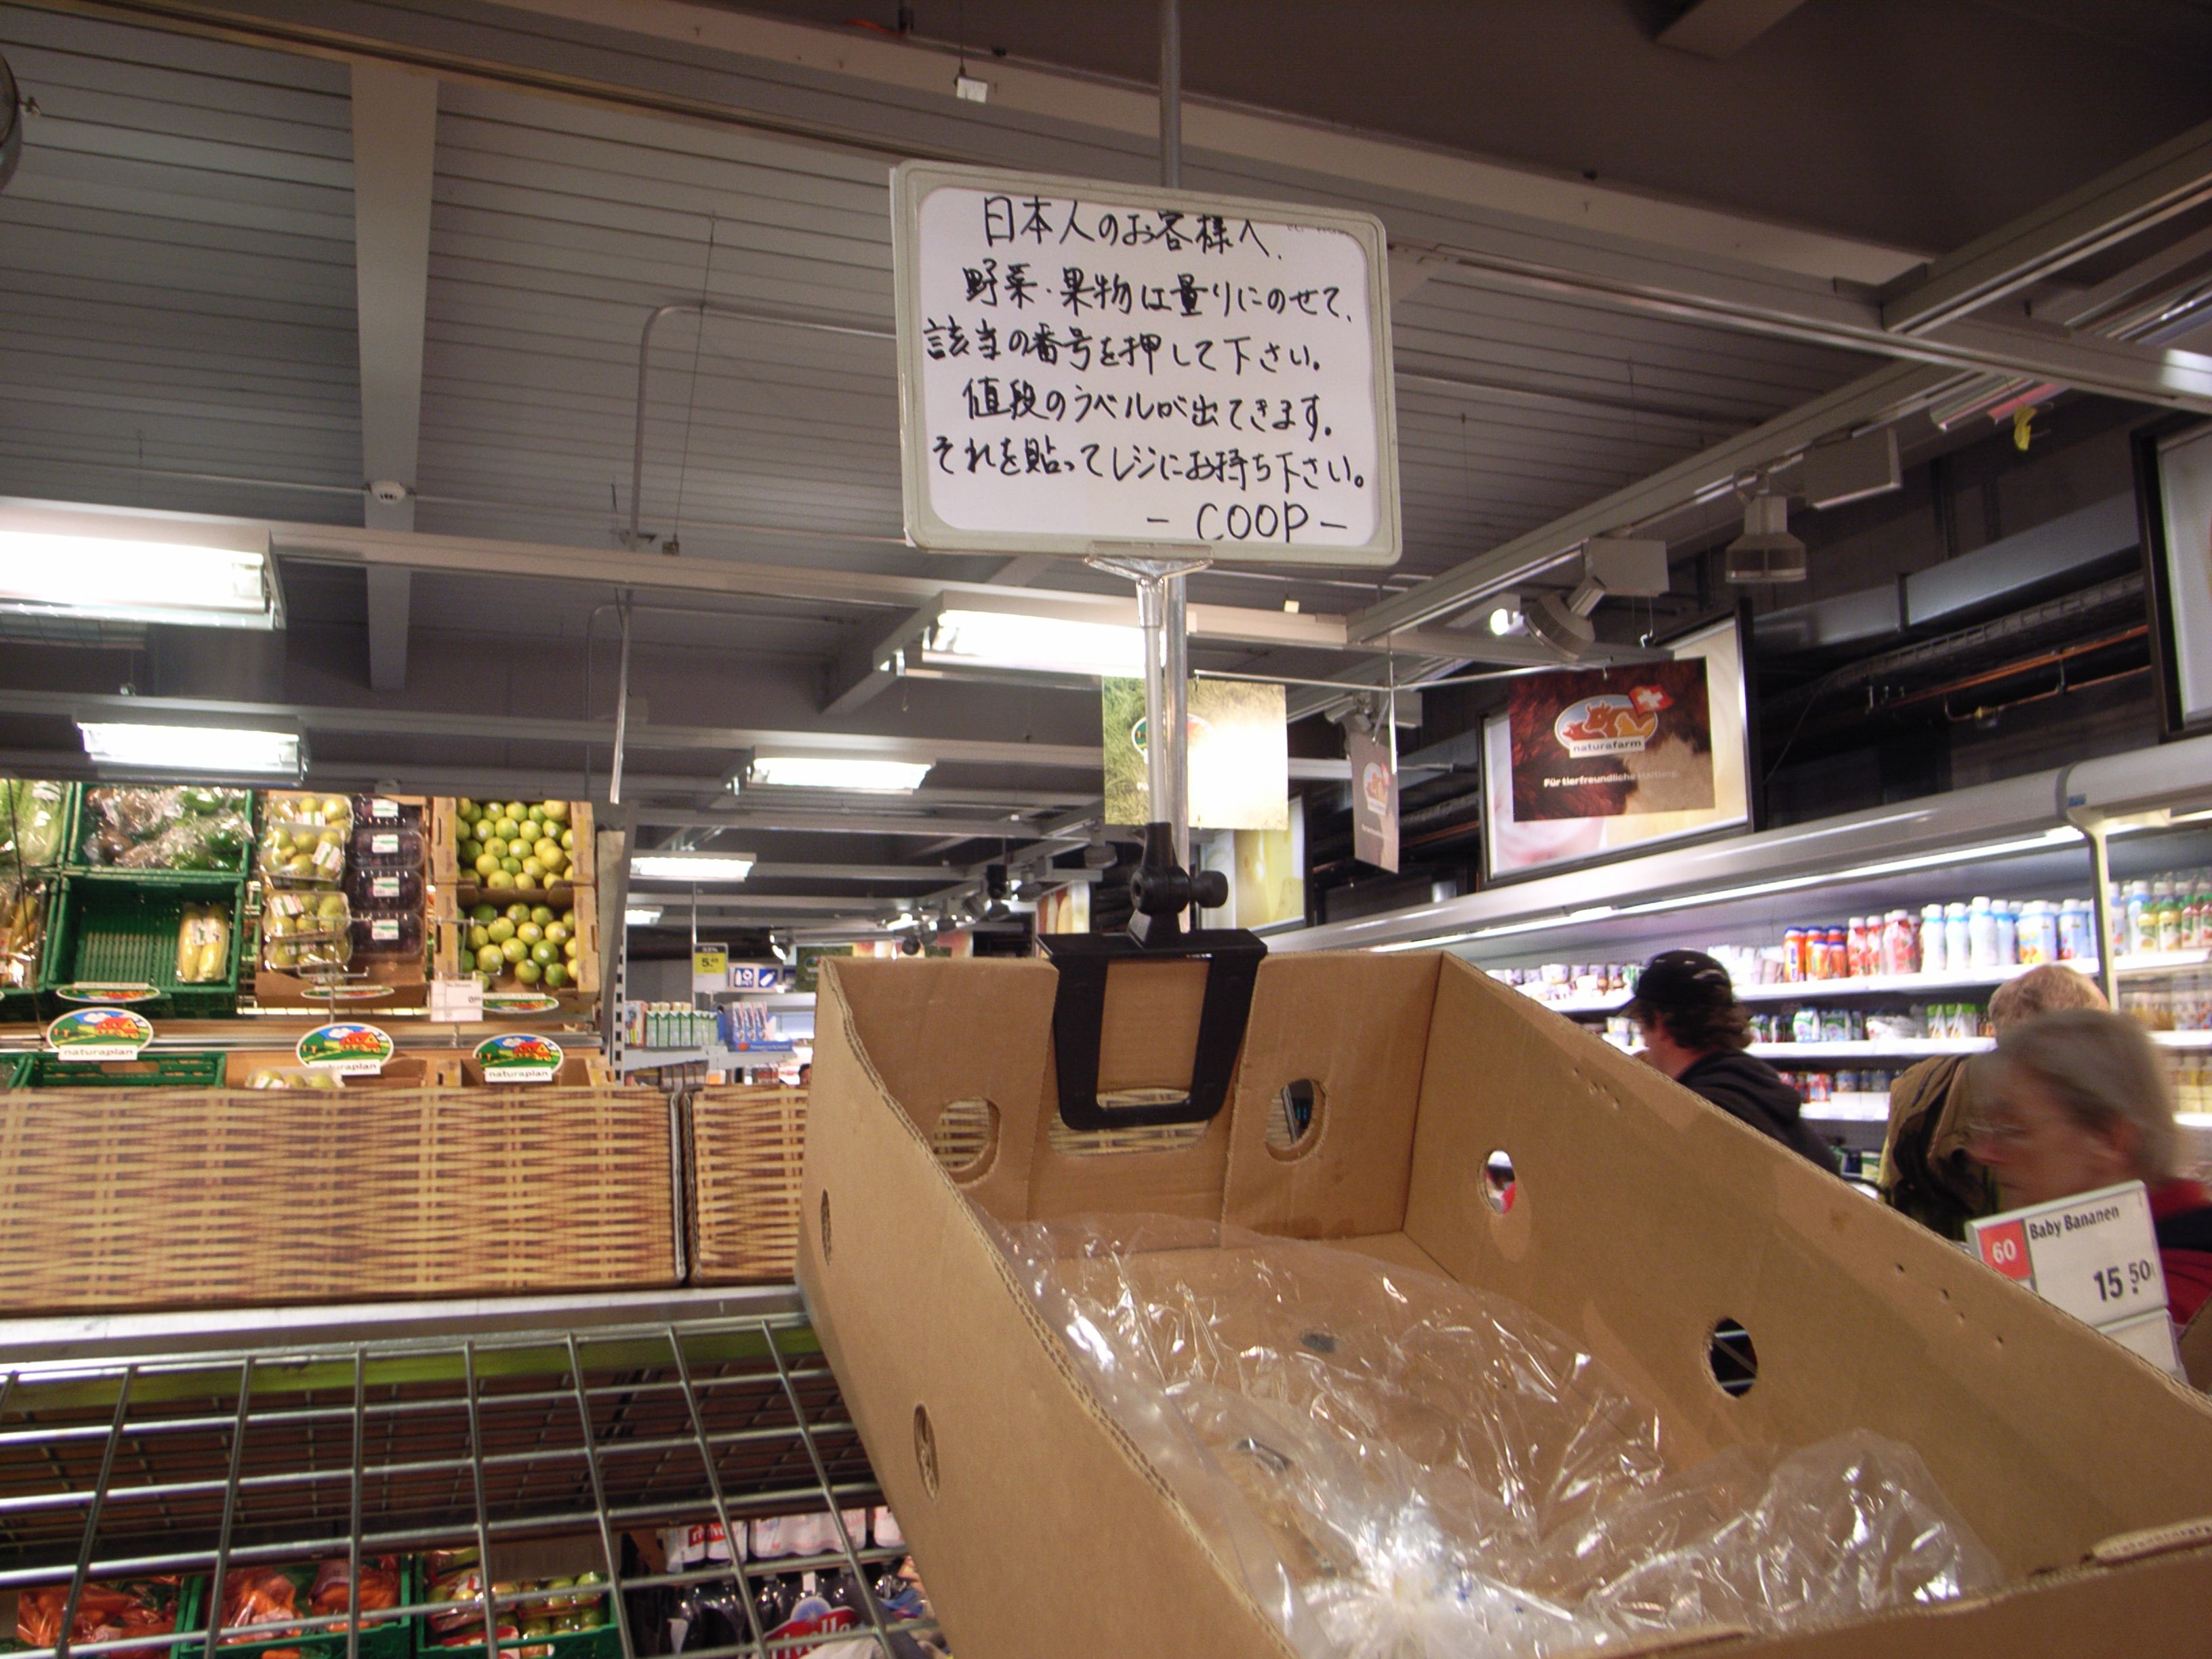 日本人のお客様へ.
野菜・果物は量りにのせて、
該当の番号を押して下さい。
値段のラベルが出てきます。
それを貼ってレジにお持ち下さい。
- COOP -
naturafarm
Für tierfreundliche Haltung.
naturaplan
naturaplan
naturaplan
60
Baby Bananen
15.50